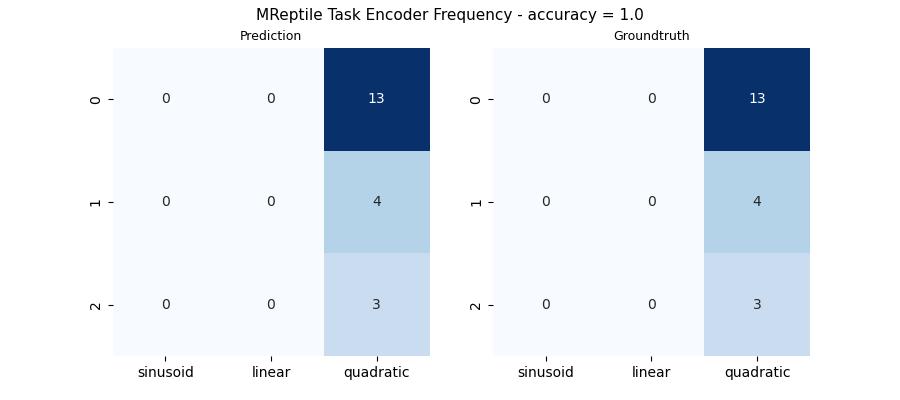 MReptile Task Encoder Frequency - accuracy = 1.0
Prediction
0 0 0 13
1 0 0 4
2 0 0 3
sinusoid linear quadratic
Groundtruth
0 0 0 13
1 0 0 4
2 0 0 3
sinusoid linear quadratic